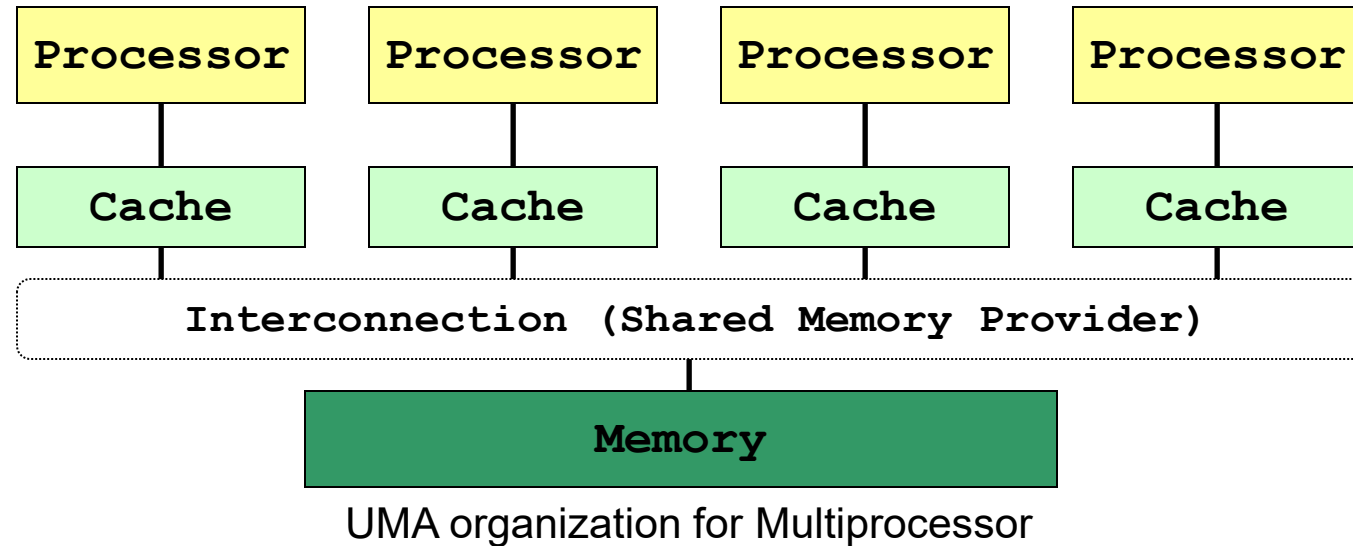 Processor Processor Processor Processor
Cache Cache Cache Cache
Interconnection (Shared Memory Provider)
Memory
UMA organization for Multiprocessor